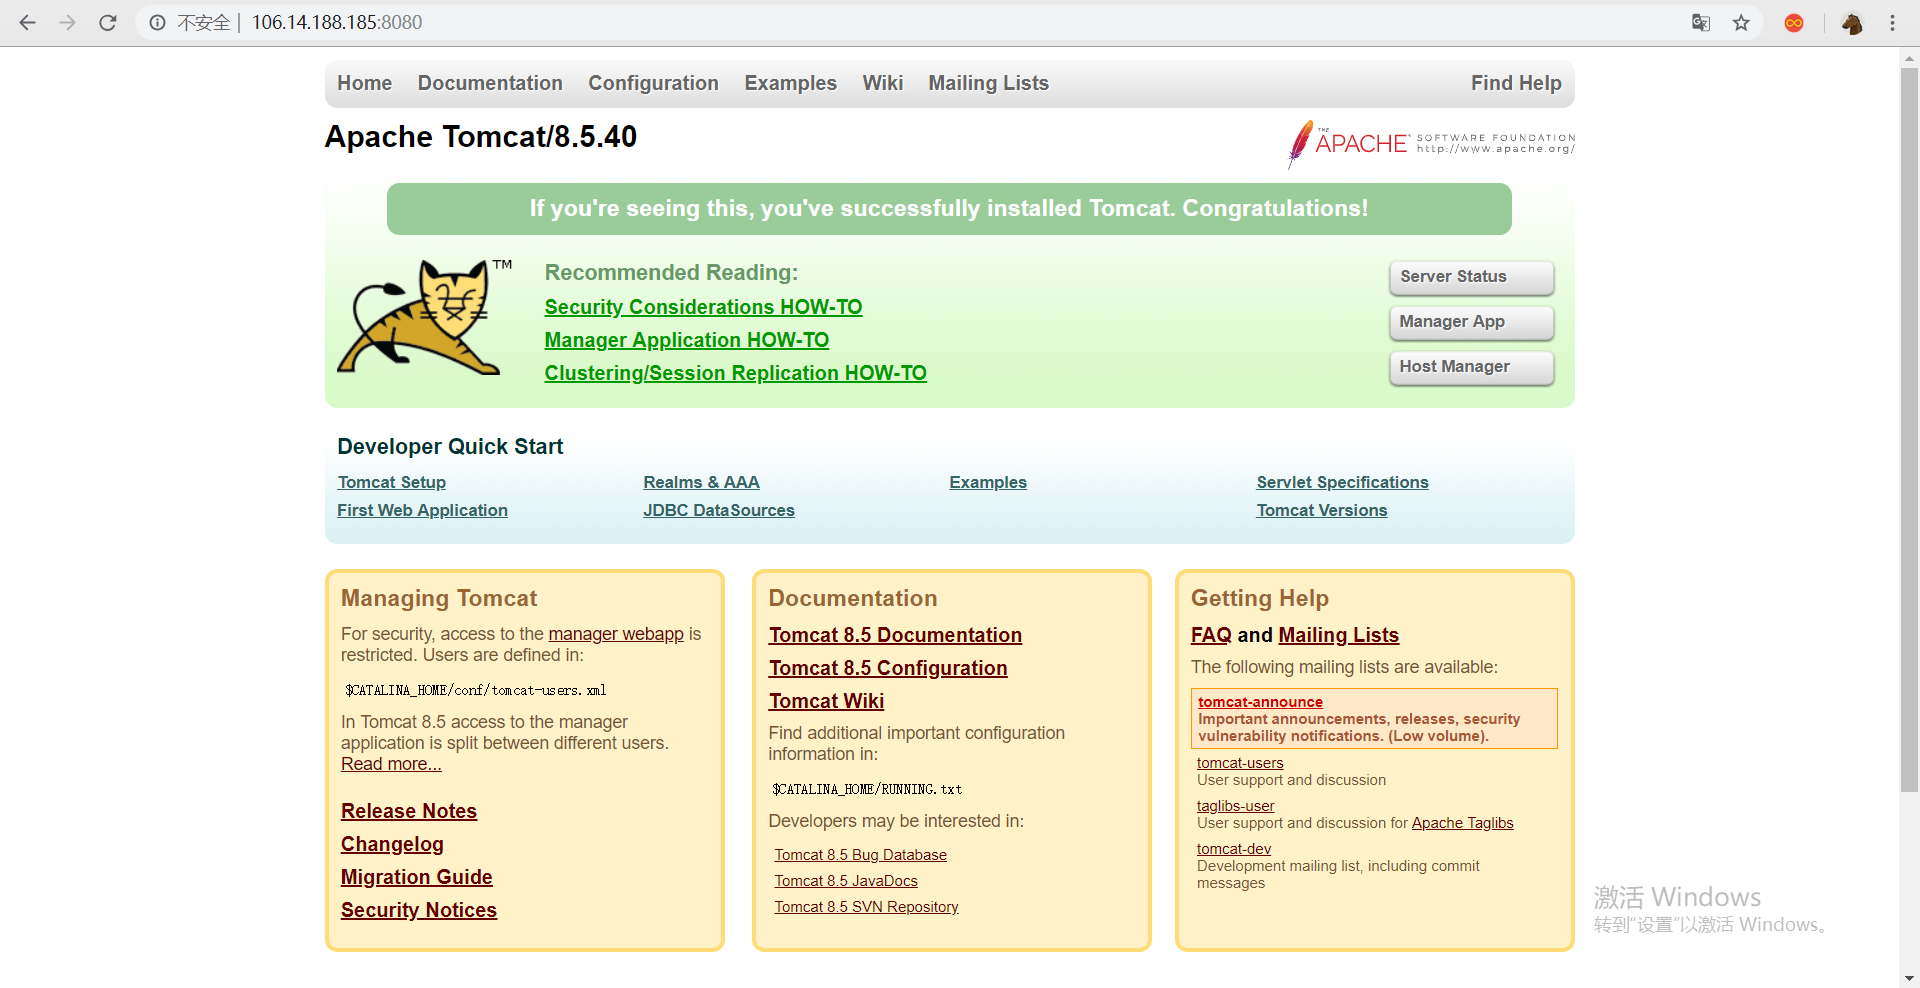 不安全 | 106.14.188.185:8080
Home Documentation Configuration Examples Wiki Mailing Lists Find Help
Apache Tomcat/8.5.40
THE APACHE SOFTWARE FOUNDATION
http://www.apache.org/
If you're seeing this, you've successfully installed Tomcat. Congratulations!
TM
Recommended Reading:
Security Considerations HOW-TO
Manager Application HOW-TO
Clustering/Session Replication HOW-TO
Server Status
Manager App
Host Manager
Developer Quick Start
Tomcat Setup
First Web Application
Realms & AAA
JDBC DataSources
Examples
Servlet Specifications
Tomcat Versions
Managing Tomcat
For security, access to the manager webapp is
restricted. Users are defined in:
$CATALINA_HOME/conf/tomcat-users.xml
In Tomcat 8.5 access to the manager
application is split between different users.
Read more...
Release Notes
Changelog
Migration Guide
Security Notices
Documentation
Tomcat 8.5 Documentation
Tomcat 8.5 Configuration
Tomcat Wiki
Find additional important configuration
information in:
$CATALINA_HOME/RUNNING.txt
Developers may be interested in:
Tomcat 8.5 Bug Database
Tomcat 8.5 JavaDocs
Tomcat 8.5 SVN Repository
Getting Help
FAQ and Mailing Lists
The following mailing lists are available:
tomcat-announce
Important announcements, releases, security
vulnerability notifications. (Low volume).
tomcat-users
User support and discussion
taglibs-user
User support and discussion for Apache Taglibs
tomcat-dev
Development mailing list, including commit
messages
激活 Windows
转到"设置"以激活 Windows。